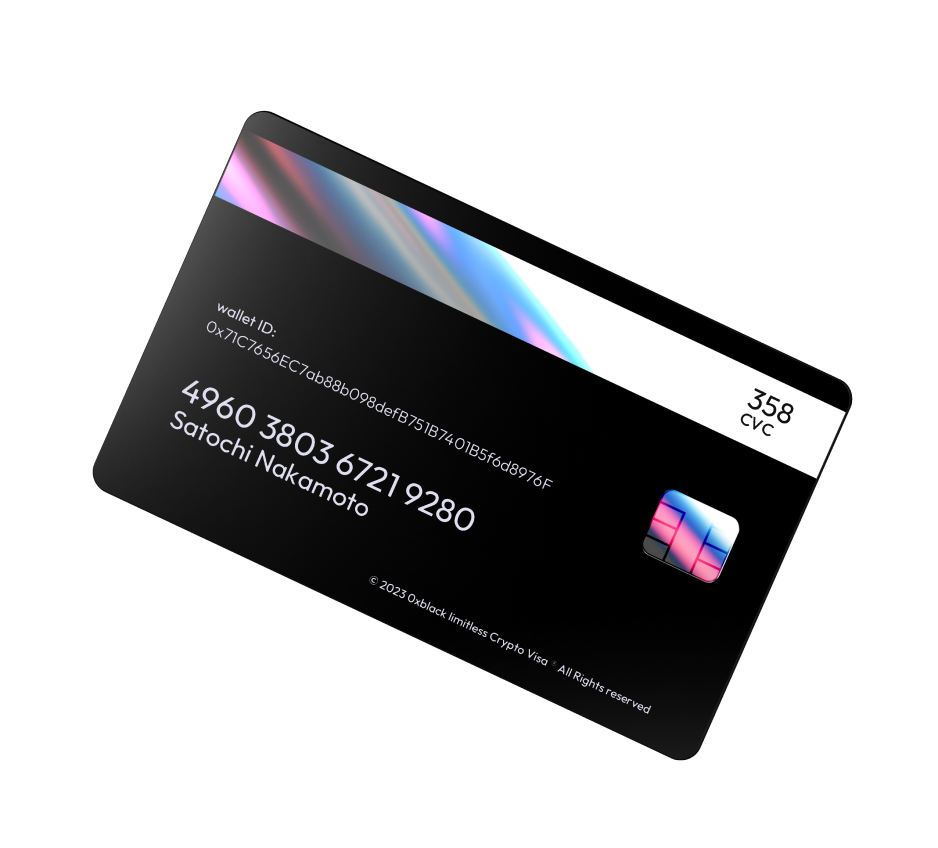 358
CVC
wallet ID:
0x71C7656EC7ab88b098defB751B7401B5f6d8976F
4960 3803 6721 9280
Satochi Nakamoto
© 2023 0xblack limitless Crypto Visa ® All Rights reserved